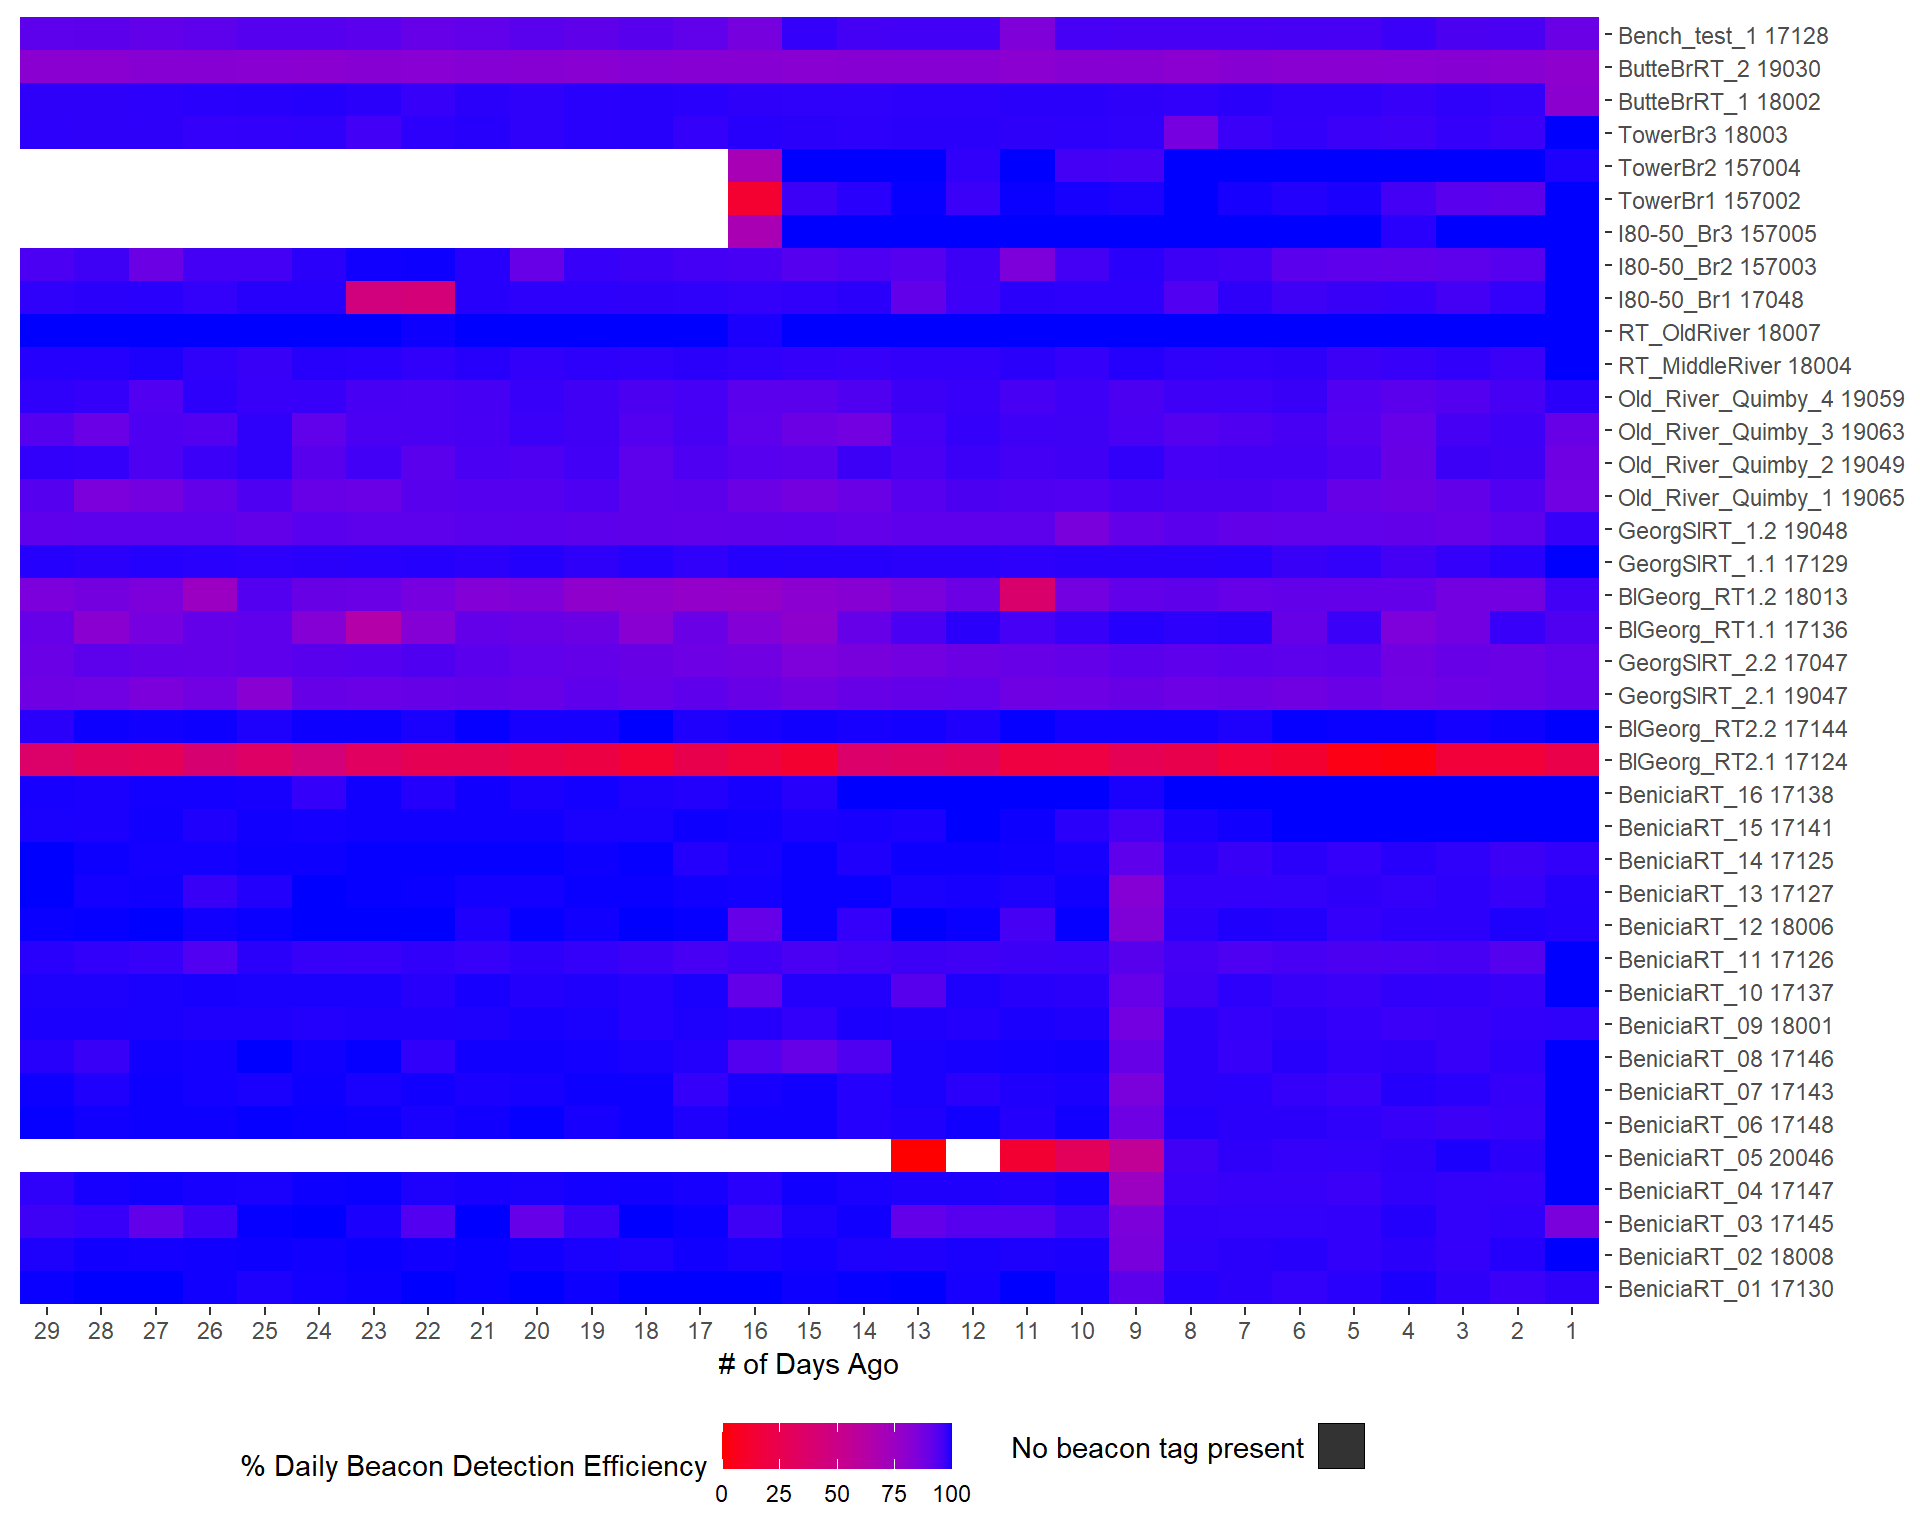 Bench_test_1 17128
ButteBrRT_2 19030
ButteBrRT_1 18002
TowerBr3 18003
TowerBr2 157004
TowerBr1 157002
I80-50_Br3 157005
I80-50_Br2 157003
I80-50_Br1 17048
RT_OldRiver 18007
RT_MiddleRiver 18004
Old_River_Quimby_4 19059
Old_River_Quimby_3 19063
Old_River_Quimby_2 19049
Old_River_Quimby_1 19065
GeorgSlRT_1.2 19048
GeorgSlRT_1.1 17129
BlGeorg_RT1.2 18013
BlGeorg_RT1.1 17136
GeorgSlRT_2.2 17047
GeorgSlRT_2.1 19047
BlGeorg_RT2.2 17144
BlGeorg_RT2.1 17124
BeniciaRT_16 17138
BeniciaRT_15 17141
BeniciaRT_14 17125
BeniciaRT_13 17127
BeniciaRT_12 18006
BeniciaRT_11 17126
BeniciaRT_10 17137
BeniciaRT_09 18001
BeniciaRT_08 17146
BeniciaRT_07 17143
BeniciaRT_06 17148
BeniciaRT_05 20046
BeniciaRT_04 17147
BeniciaRT_03 17145
BeniciaRT_02 18008
BeniciaRT_01 17130
29 28 27 26 25 24 23 22 21 20 19 18 17 16 15 14 13 12 11 10 9 8 7 6 5 4 3 2 1
# of Days Ago
% Daily Beacon Detection Efficiency
0 25 50 75 100
No beacon tag present